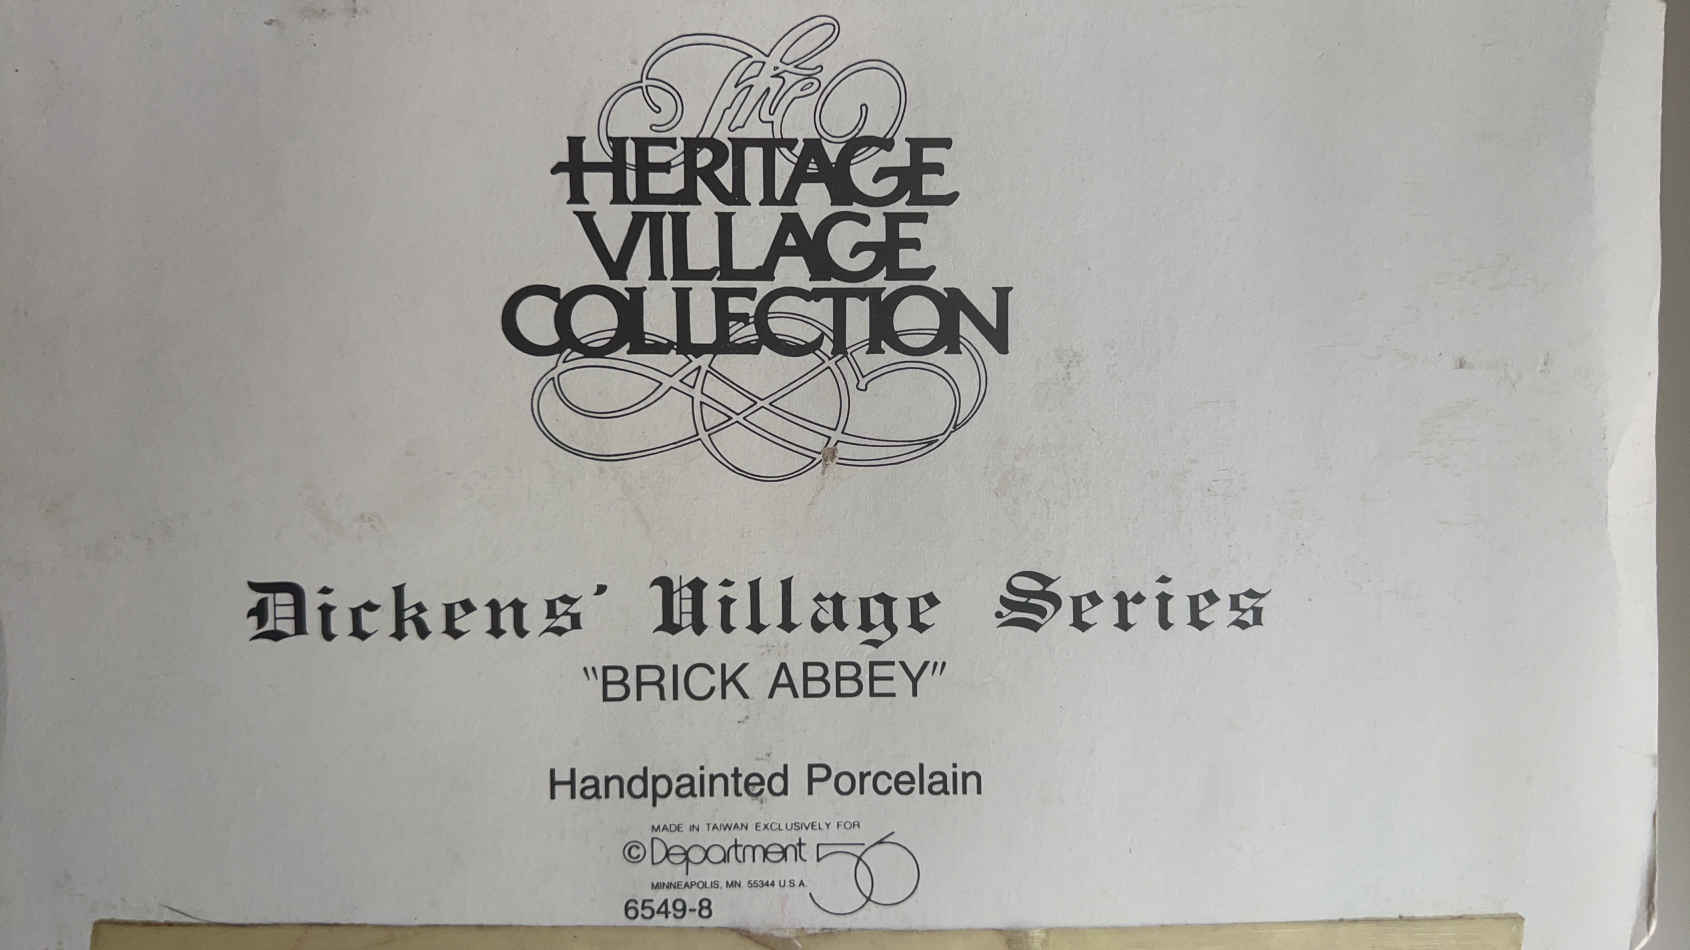 The
HERITAGE
VILLAGE
COLLECTION
Dickens' Village Series
"BRICK ABBEY"
Handpainted Porcelain
MADE IN TAIWAN EXCLUSIVELY FOR
© Department 56
MINNEAPOLIS, MN 55344 U.S.A.
6549-8